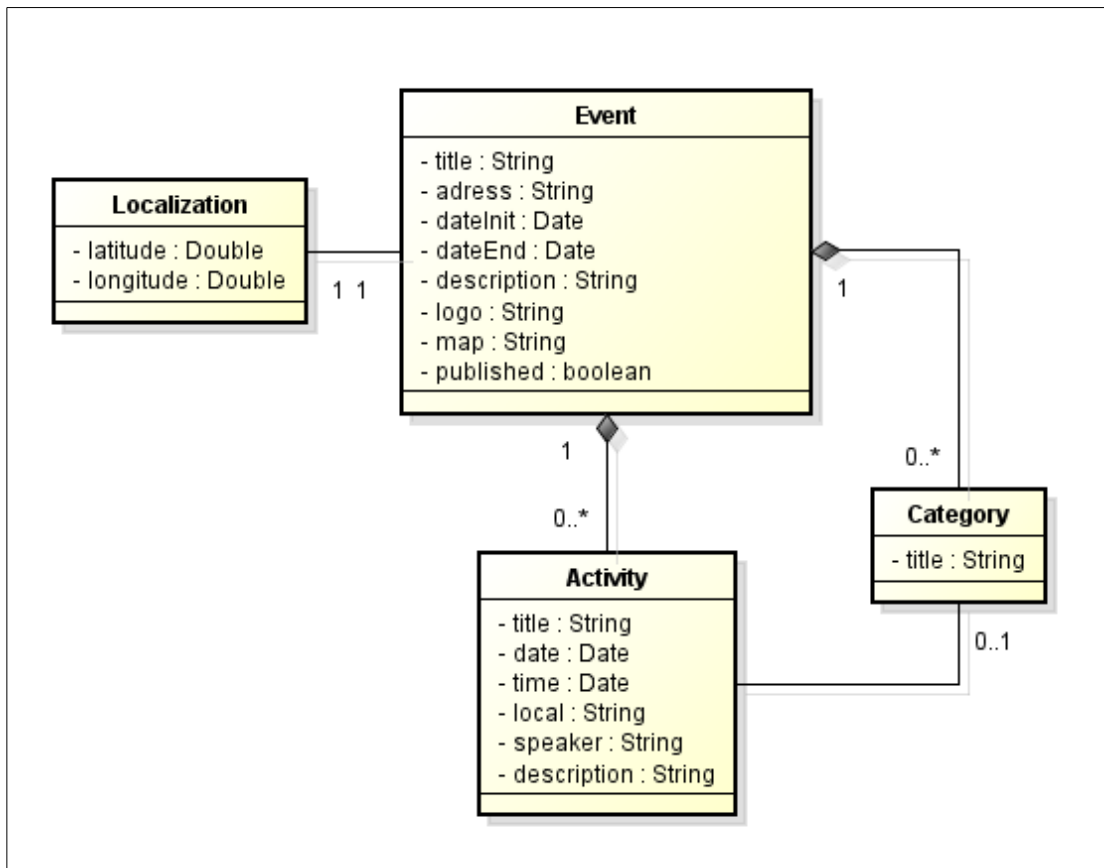 Event
- title : String
- adress : String
- dateInit : Date
- dateEnd : Date
- description : String
- logo : String
- map : String
- published : boolean
Localization
- latitude : Double
- longitude : Double
1 1
1
0..*
Category
- title : String
0..1
1
0..*
Activity
- title : String
- date : Date
- time : Date
- local : String
- speaker : String
- description : String